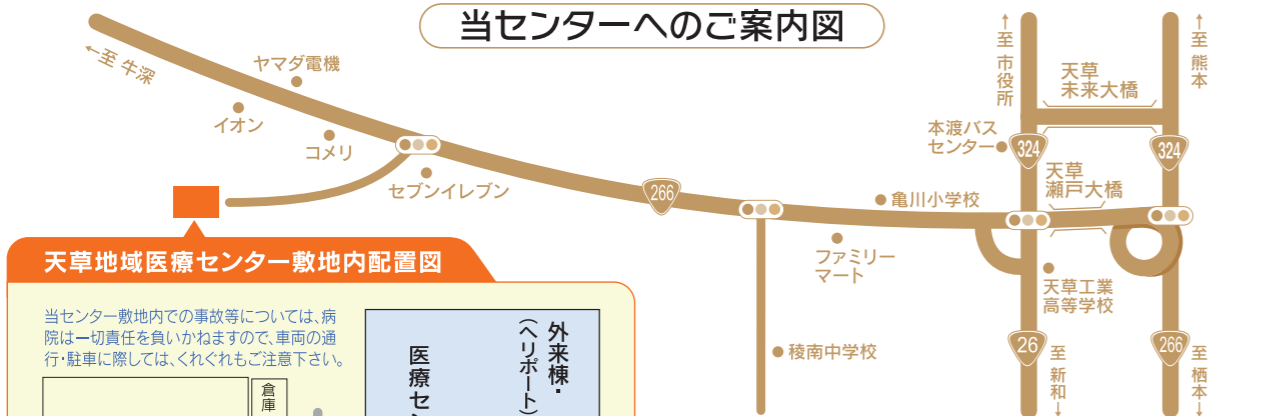 当センターへのご案内図
←至 牛深
ヤマダ電機
イオン
コメリ
セブンイレブン
266
亀川小学校
ファミリー
マート
稜南中学校
↑至 市役所
↑至 熊本
天草
未来大橋
本渡バス
センター
324
324
天草
瀬戸大橋
天草工業
高等学校
26
至 新和↓
266
至 栖本↓
天草地域医療センター敷地内配置図
当センター敷地内での事故等については、病
院は一切責任を負いかねますので、車両の通
行・駐車に際しては、くれぐれもご注意下さい。
倉庫
外来棟・
(ヘリポート)
医療セン